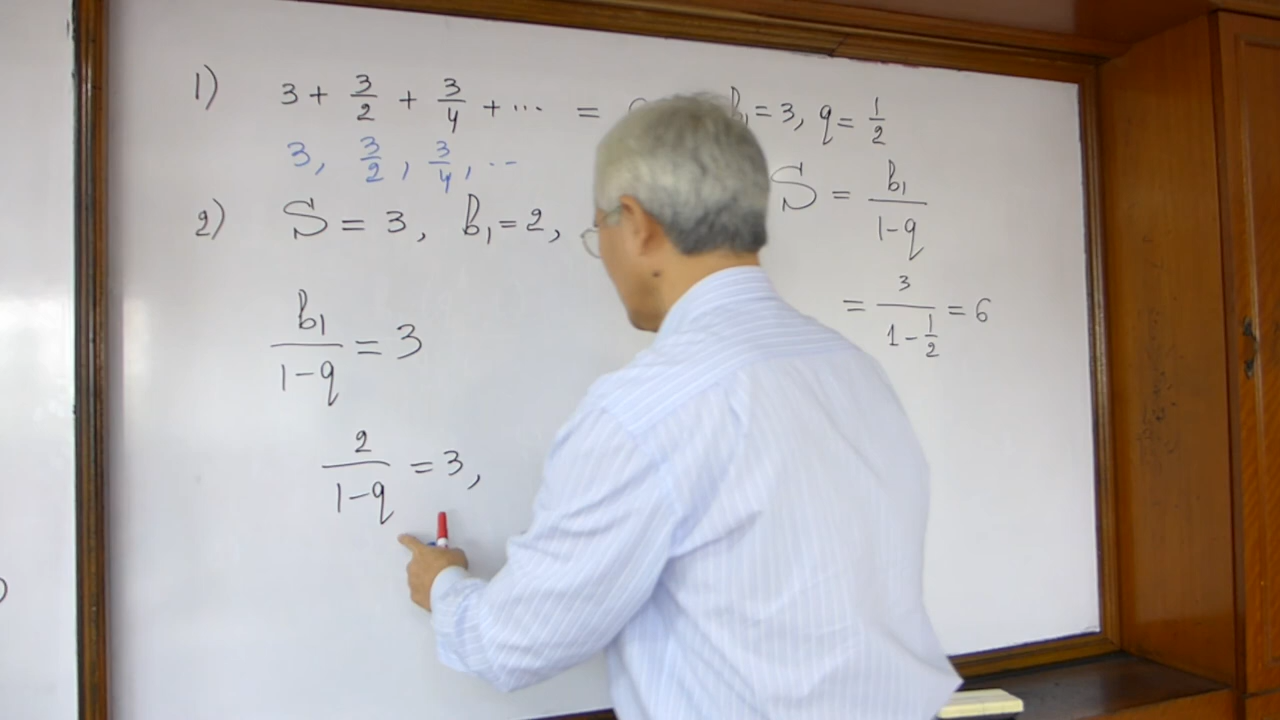 1) 3 + 3/2 + 3/4 + ... =
b₁ = 3, q = 1/2
3, 3/2, 3/4, ...
S = b₁/(1-q)
2) S = 3, b₁ = 2,
= 3/(1-1/2) = 6
b₁/(1-q) = 3
2/(1-q) = 3,